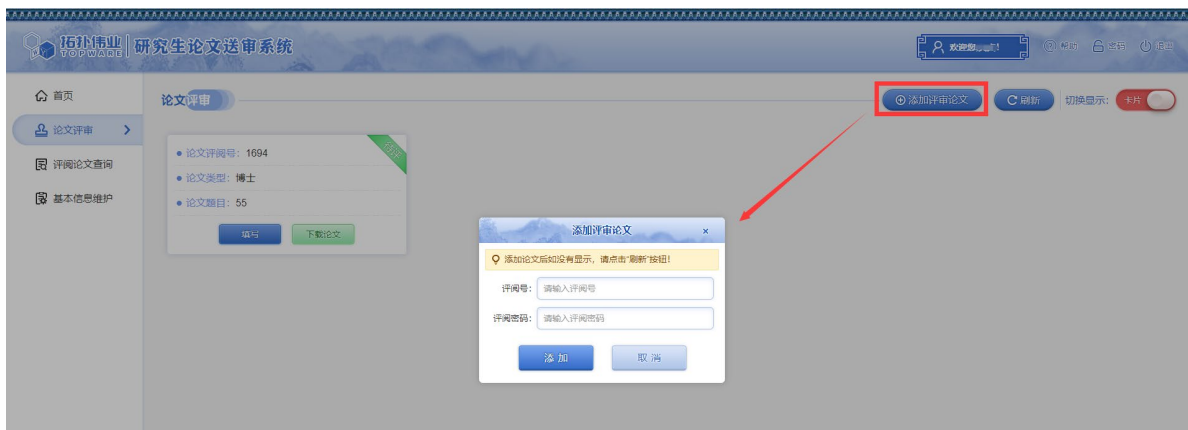 拓扑伟业 TOPWARE 研究生论文送审系统
帮助 密码 退出
首页
论文评审
评阅论文查询
基本信息维护
论文评审
添加评审论文 刷新 切换显示: 卡片
论文评阅号: 1694
论文类型: 博士
论文题目: 55
填写 下载论文
添加评审论文 ×
添加论文后如没有显示,请点击“刷新”按钮!
评阅号: 请输入评阅号
评阅密码: 请输入评阅密码
添 加 取 消